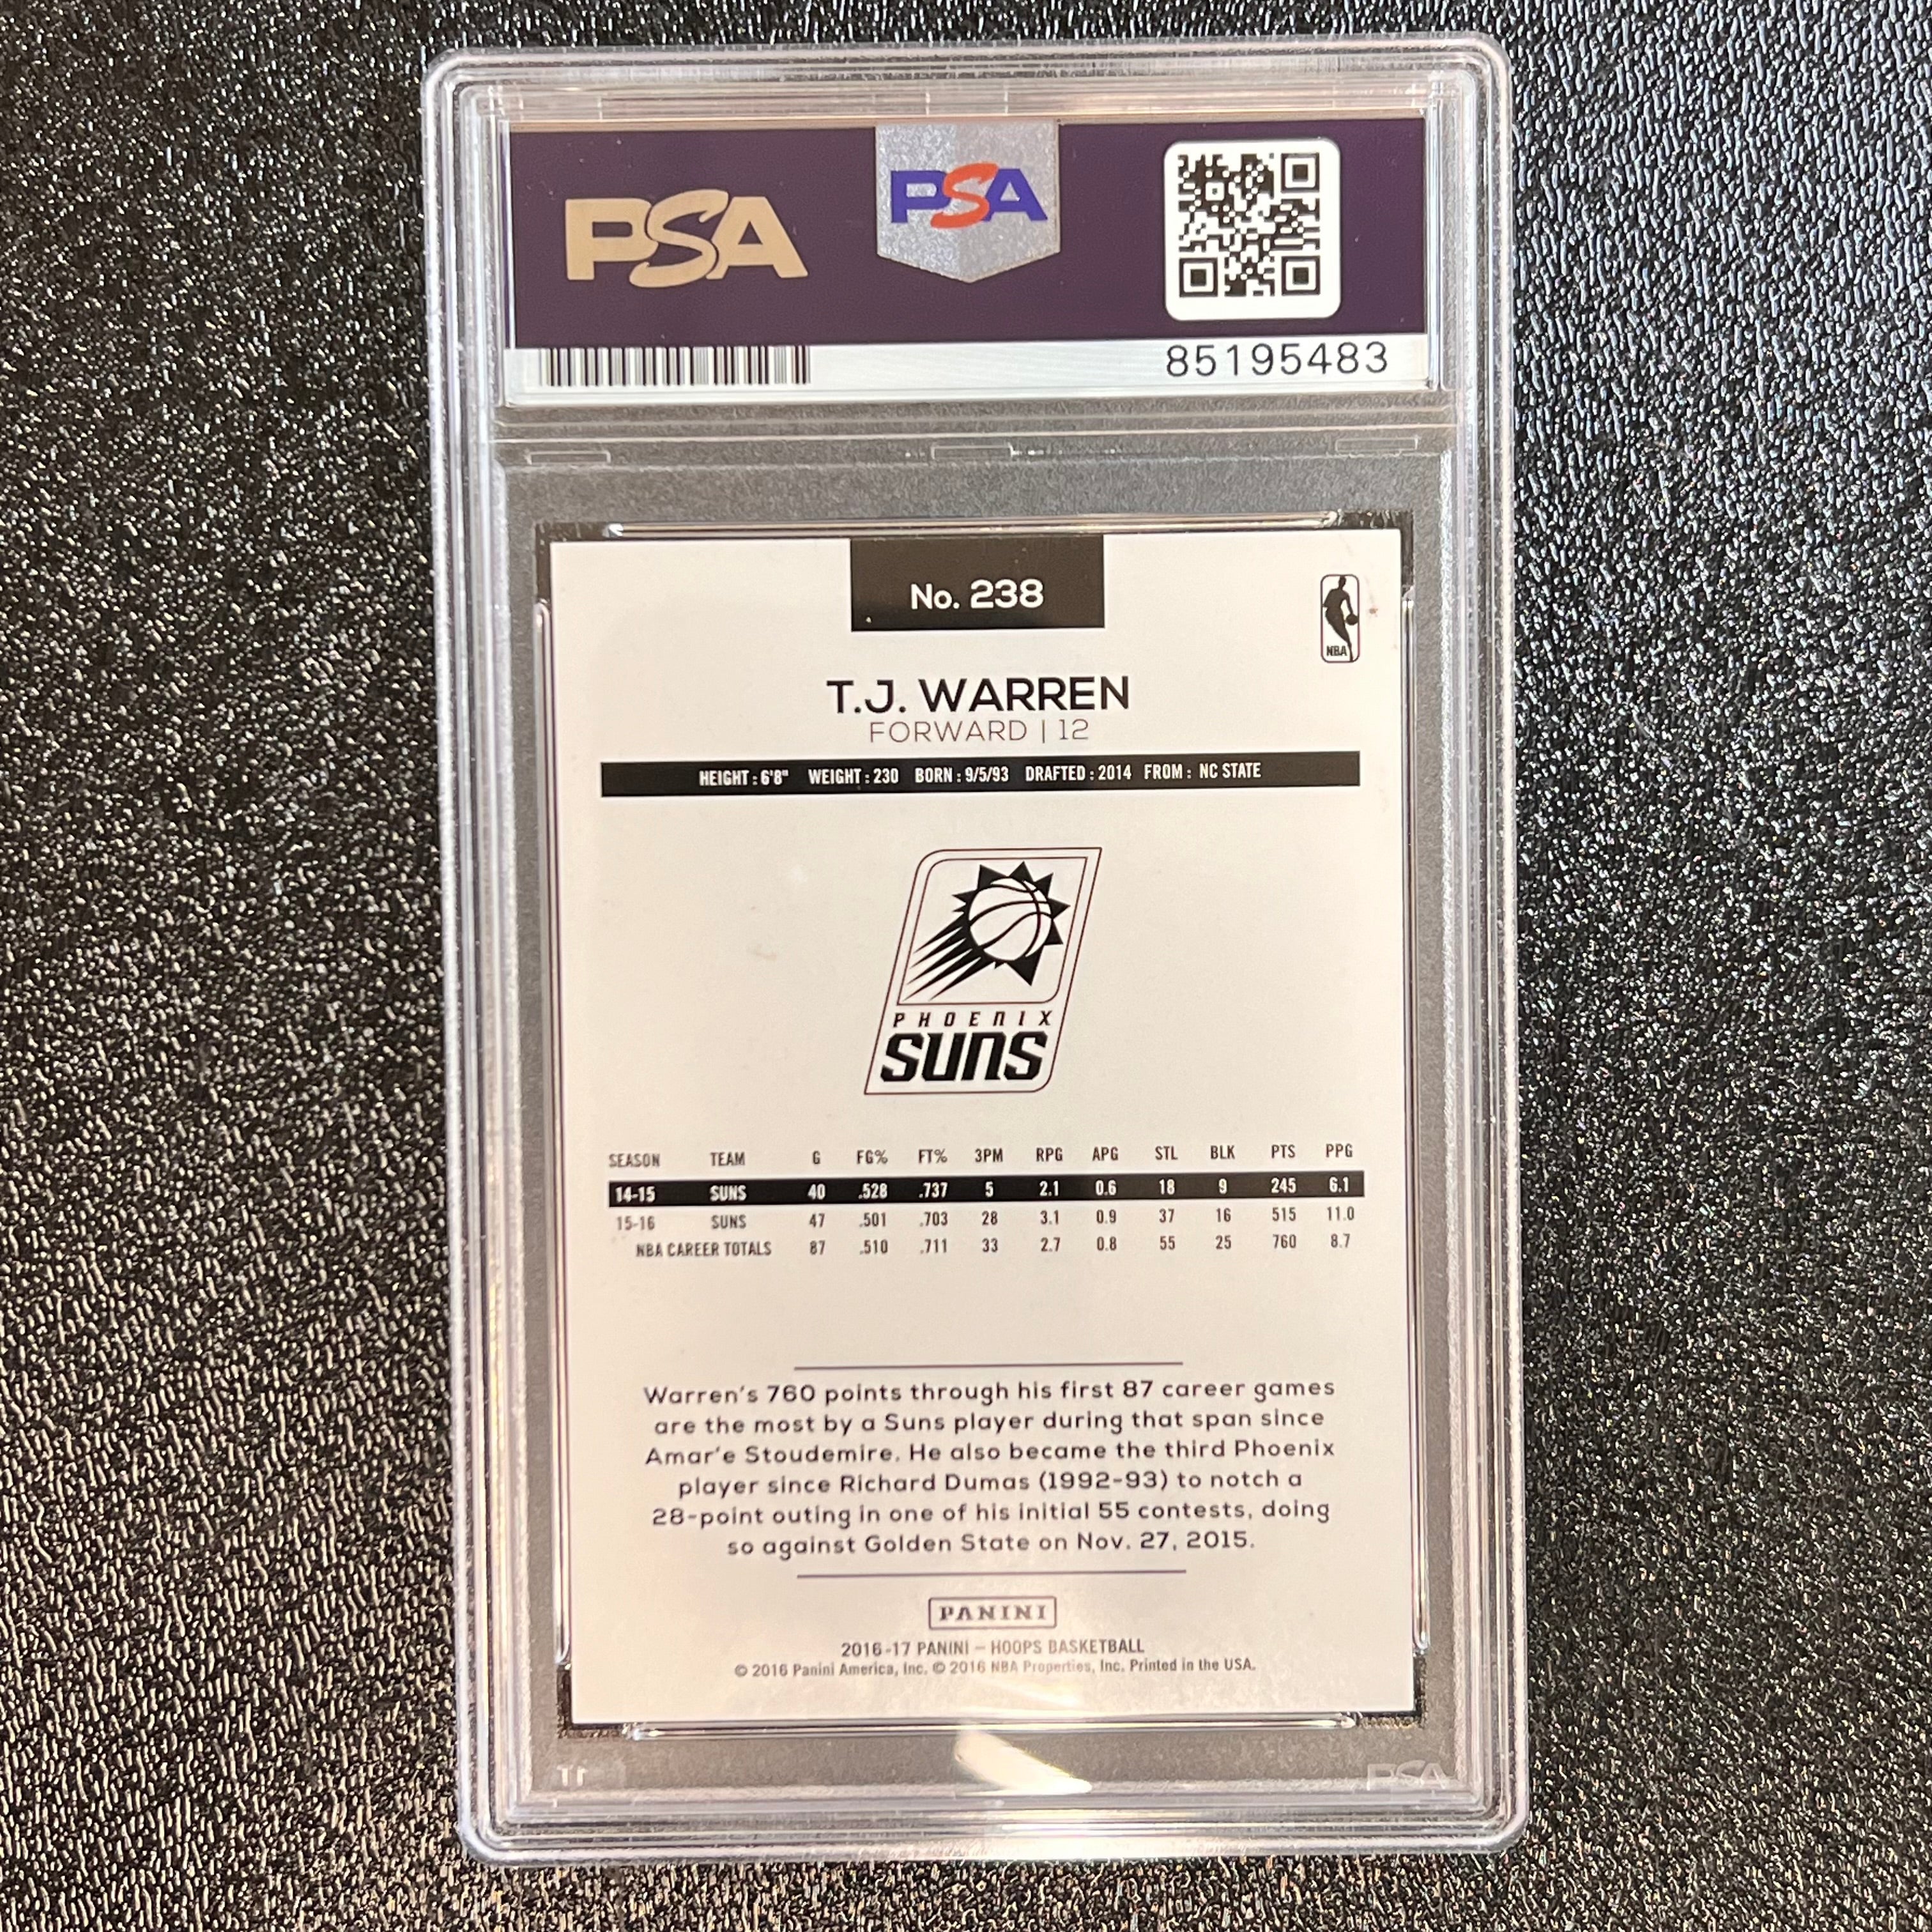 PSA
PSA
85195483
No. 238
NBA
T.J. WARREN
FORWARD | 12
HEIGHT : 6'8" WEIGHT : 230 BORN : 9/5/93 DRAFTED : 2014 FROM : NC STATE
PHOENIX
SUNS
SEASON TEAM G FG% FT% 3PM RPG APG STL BLK PTS PPG
14-15 SUNS 40 .528 .737 5 2.1 0.6 18 9 245 6.1
15-16 SUNS 47 .501 .703 28 3.1 0.9 37 16 515 11.0
NBA CAREER TOTALS 87 .510 .711 33 2.7 0.8 55 25 760 8.7
Warren's 760 points through his first 87 career games
are the most by a Suns player during that span since
Amar'e Stoudemire. He also became the third Phoenix
player since Richard Dumas (1992-93) to notch a
28-point outing in one of his initial 55 contests, doing
so against Golden State on Nov. 27, 2015.
PANINI
2016-17 PANINI – HOOPS BASKETBALL
© 2016 Panini America, Inc. © 2016 NBA Properties, Inc. Printed in the USA.
PSA